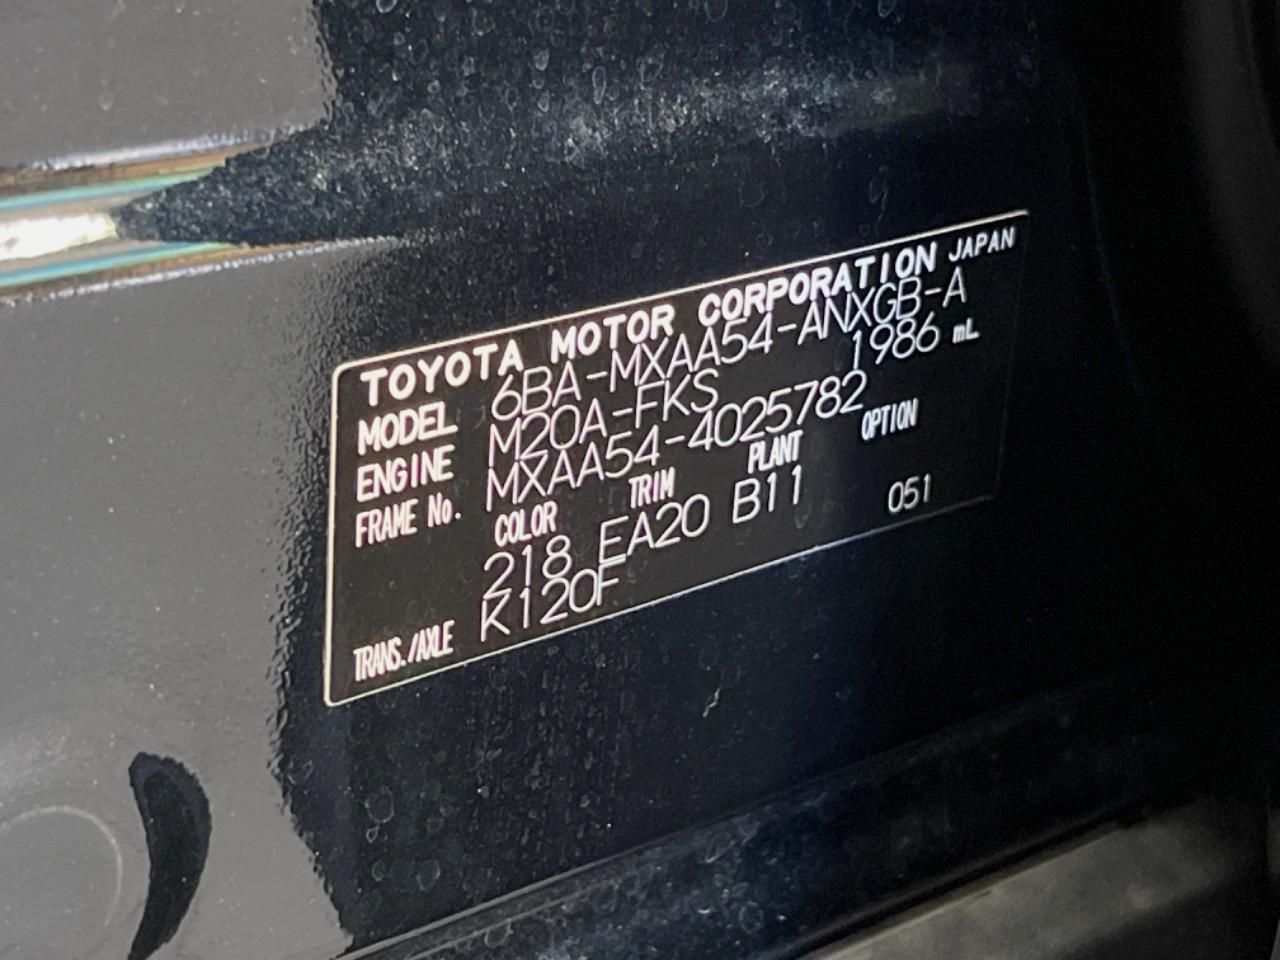 TOYOTA MOTOR CORPORATION JAPAN
MODEL 6BA-MXAA54-ANXGB-A
ENGINE M20A-FKS 1986 mL
FRAME No. MXAA54-4025782
COLOR TRIM PLANT OPTION
218 EA20 B11 051
TRANS./AXLE K120F